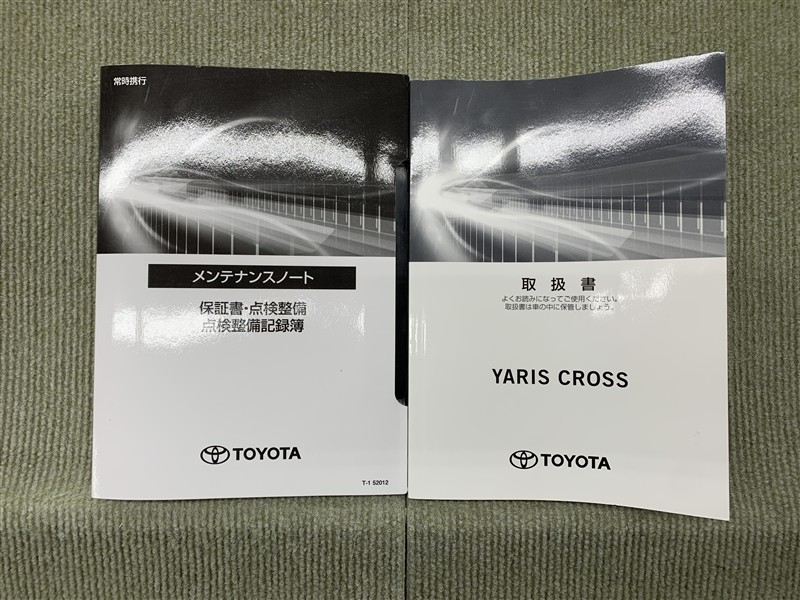 常時携行
メンテナンスノート
保証書・点検整備
点検整備記録簿
TOYOTA
T-1 52012
取扱書
よくお読みになってご使用ください。
取扱書は車の中に保管しましょう。
YARIS CROSS
TOYOTA